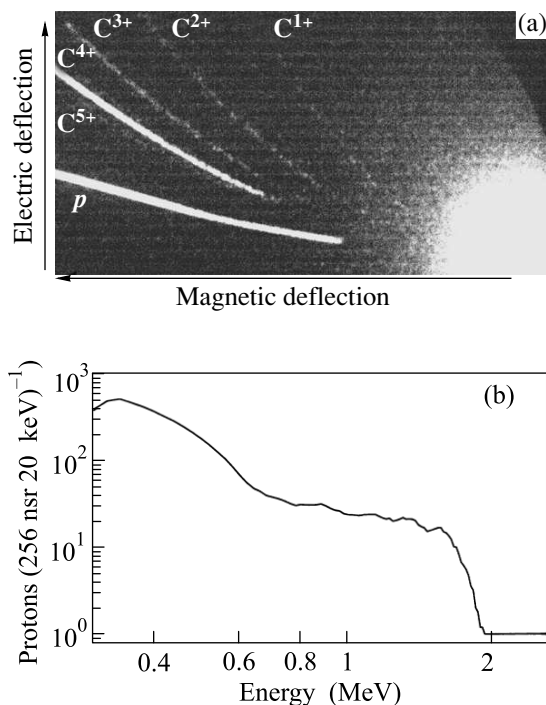 (a)
C3+ C2+ C1+
C4+
C5+
p
Electric deflection
Magnetic deflection
(b)
Protons (256 nsr 20 keV)−1
10³
10²
10¹
10⁰
0.4 0.6 0.8 1 2
Energy (MeV)